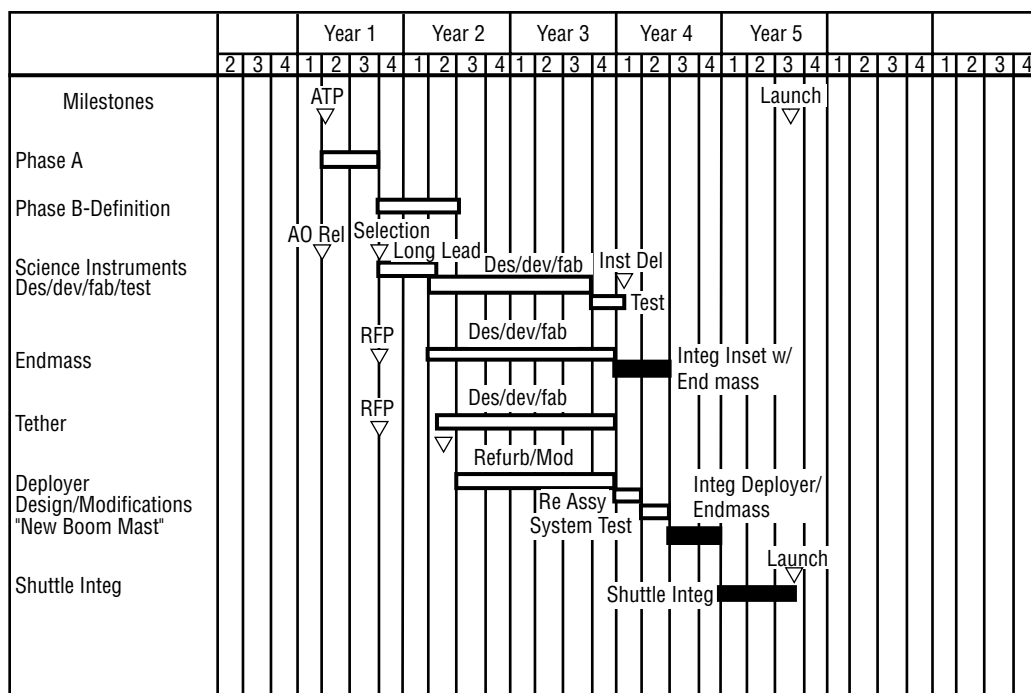 Year 1 Year 2 Year 3 Year 4 Year 5
2 3 4 1 2 3 4 1 2 3 4 1 2 3 4 1 2 3 4 1 2 3 4 1 2 3 4 1 2 3 4
Milestones
ATP
Launch
Phase A
Phase B-Definition
AO Rel
Selection
Long Lead
Science Instruments
Des/dev/fab/test
Des/dev/fab
Inst Del
Test
Endmass
RFP
Des/dev/fab
Integ Inset w/
End mass
Tether
RFP
Des/dev/fab
Deployer
Design/Modifications
"New Boom Mast"
Refurb/Mod
Re Assy
System Test
Integ Deployer/
Endmass
Shuttle Integ
Launch
Shuttle Integ